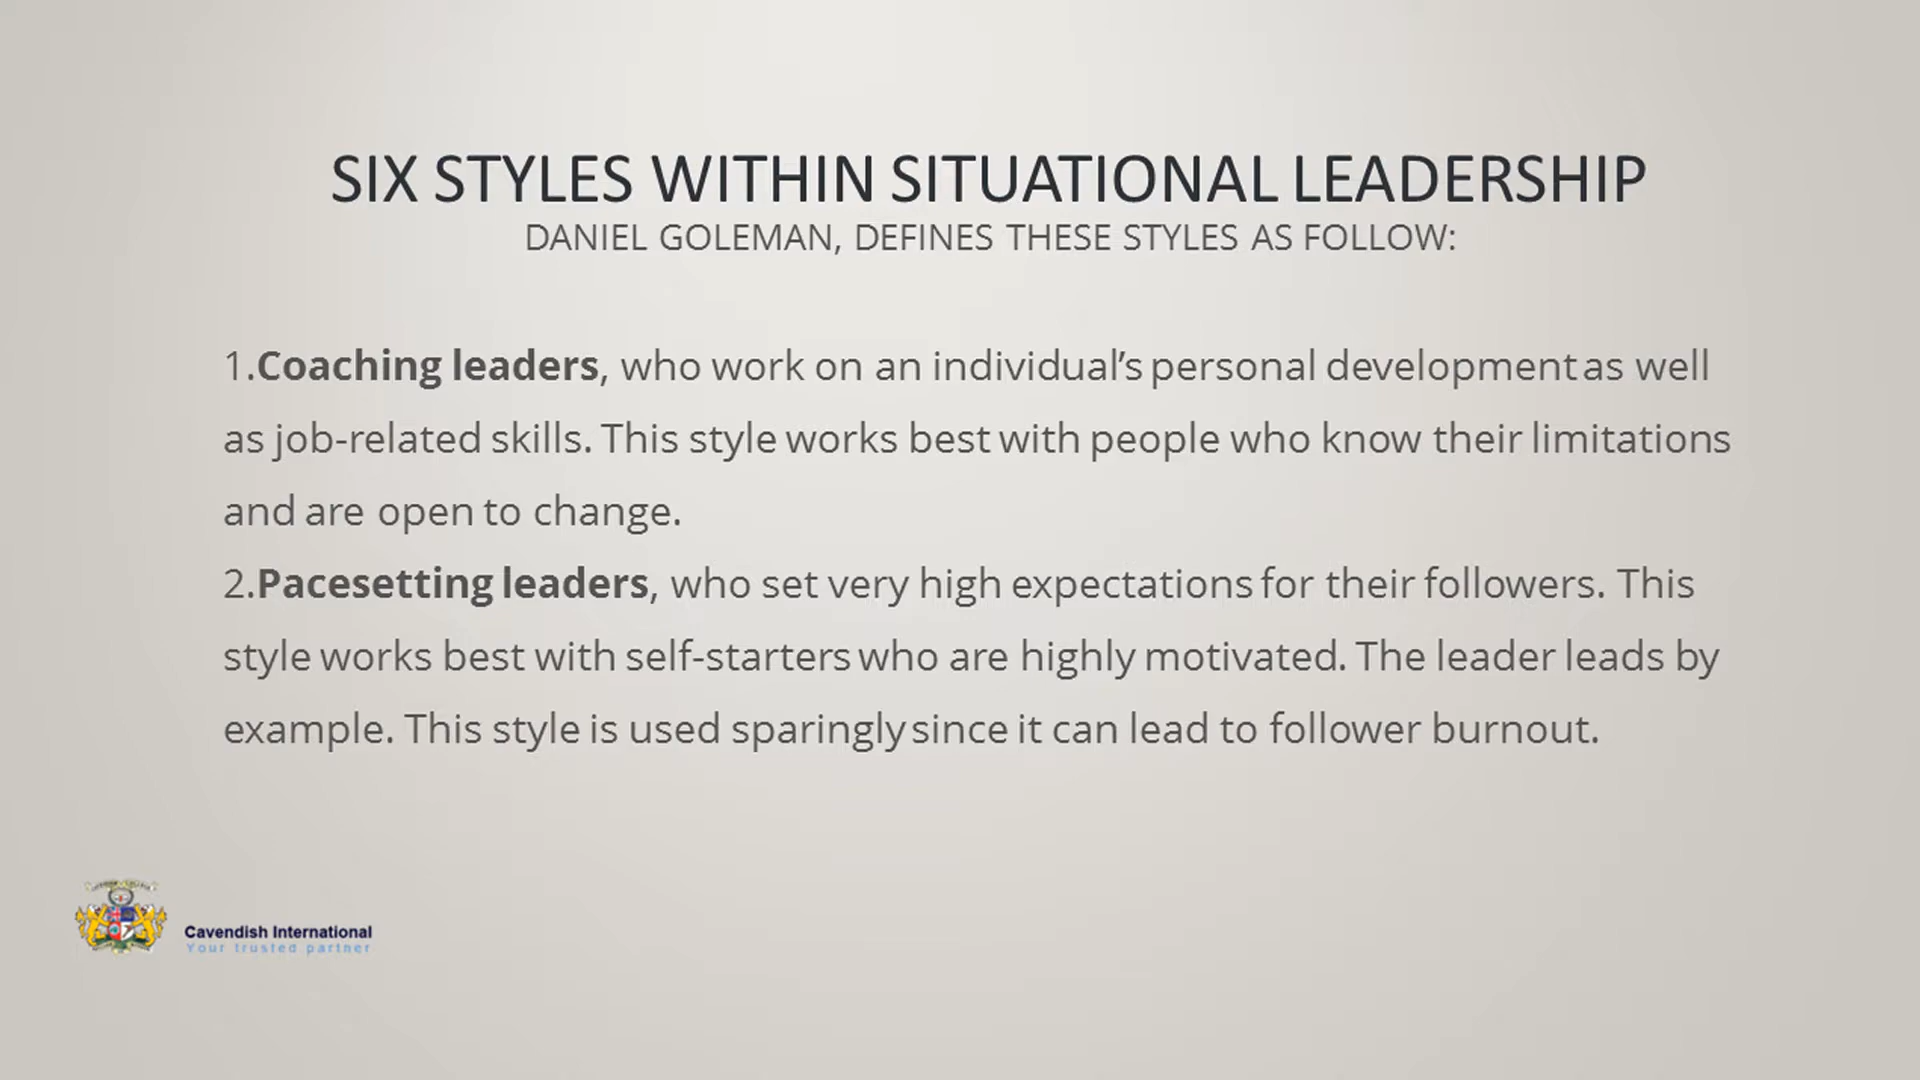 SIX STYLES WITHIN SITUATIONAL LEADERSHIP
DANIEL GOLEMAN, DEFINES THESE STYLES AS FOLLOW:
1.Coaching leaders, who work on an individual’s personal development as well
as job-related skills. This style works best with people who know their limitations
and are open to change.
2.Pacesetting leaders, who set very high expectations for their followers. This
style works best with self-starters who are highly motivated. The leader leads by
example. This style is used sparingly since it can lead to follower burnout.
Cavendish International
Your trusted partner